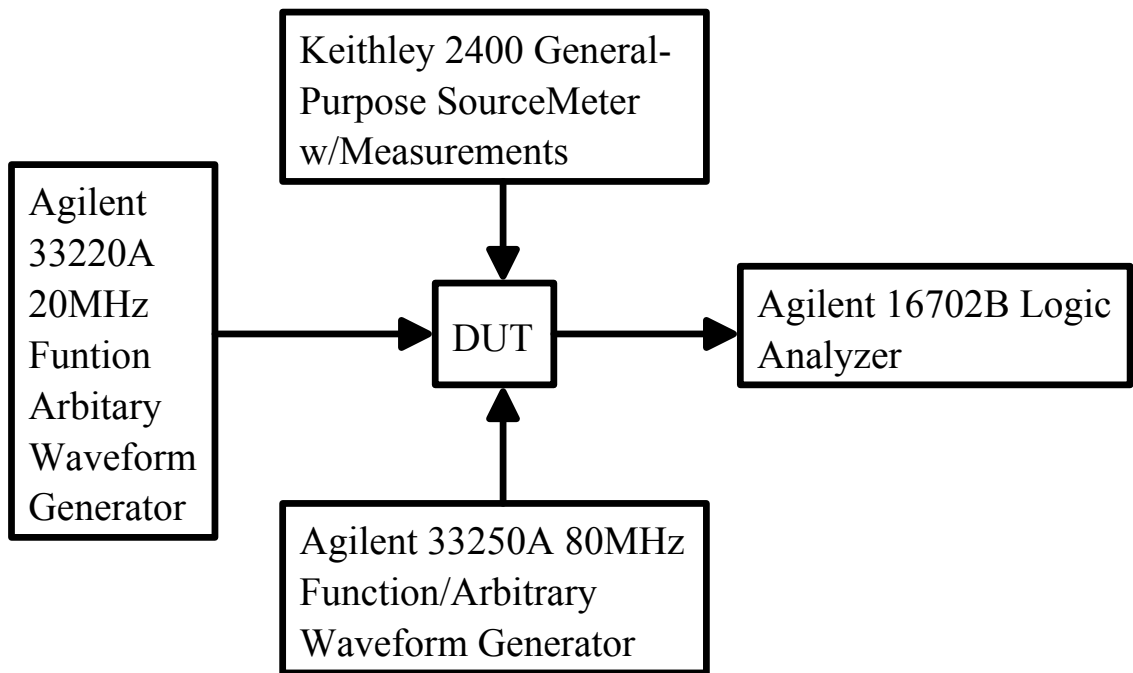 Keithley 2400 General-
Purpose SourceMeter
w/Measurements
Agilent
33220A
20MHz
Funtion
Arbitary
Waveform
Generator
DUT
Agilent 16702B Logic
Analyzer
Agilent 33250A 80MHz
Function/Arbitrary
Waveform Generator